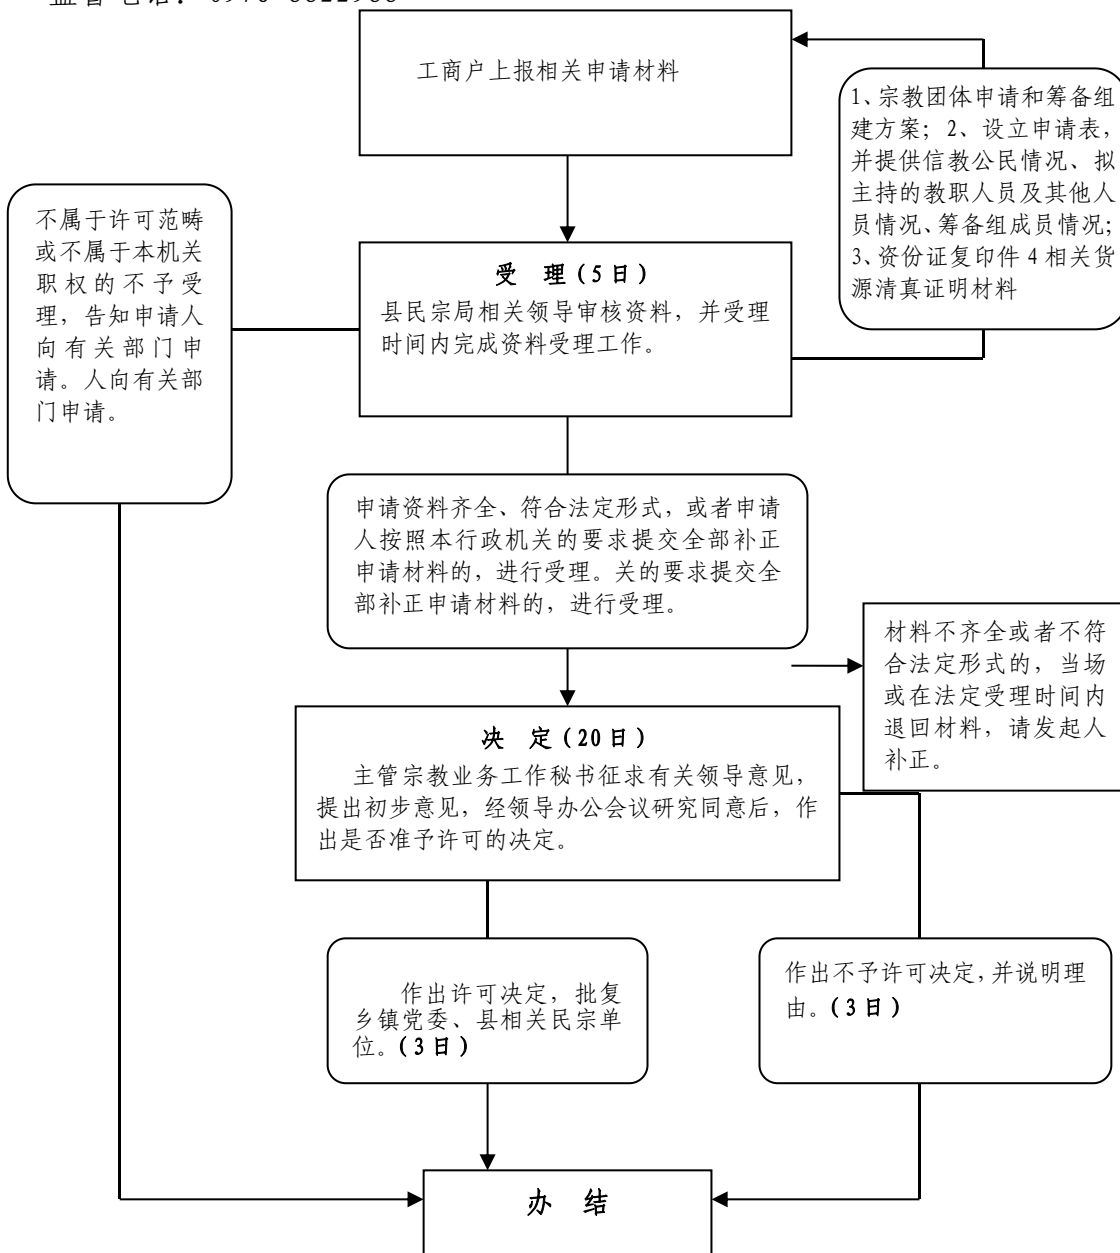 工商户上报相关申请材料
1、宗教团体申请和筹备组
建方案；2、设立申请表，
并提供信教公民情况、拟
主持的教职人员及其他人
员情况、筹备组成员情况；
3、资份证复印件 4 相关货
源清真证明材料
不属于许可范畴
或不属于本机关
职权的不予受
理，告知申请人
向有关部门申
请。人向有关部
门申请。
受 理（5 日）
县民宗局相关领导审核资料，并受理
时间内完成资料受理工作。
申请资料齐全、符合法定形式，或者申请
人按照本行政机关的要求提交全部补正
申请材料的，进行受理。关的要求提交全
部补正申请材料的，进行受理。
材料不齐全或者不符
合法定形式的，当场
或在法定受理时间内
退回材料，请发起人
补正。
决 定（20 日）
主管宗教业务工作秘书征求有关领导意见，
提出初步意见，经领导办公会议研究同意后，作
出是否准予许可的决定。
作出许可决定，批复
乡镇党委、县相关民宗单
位。（3 日）
作出不予许可决定，并说明理
由。（3 日）
办 结